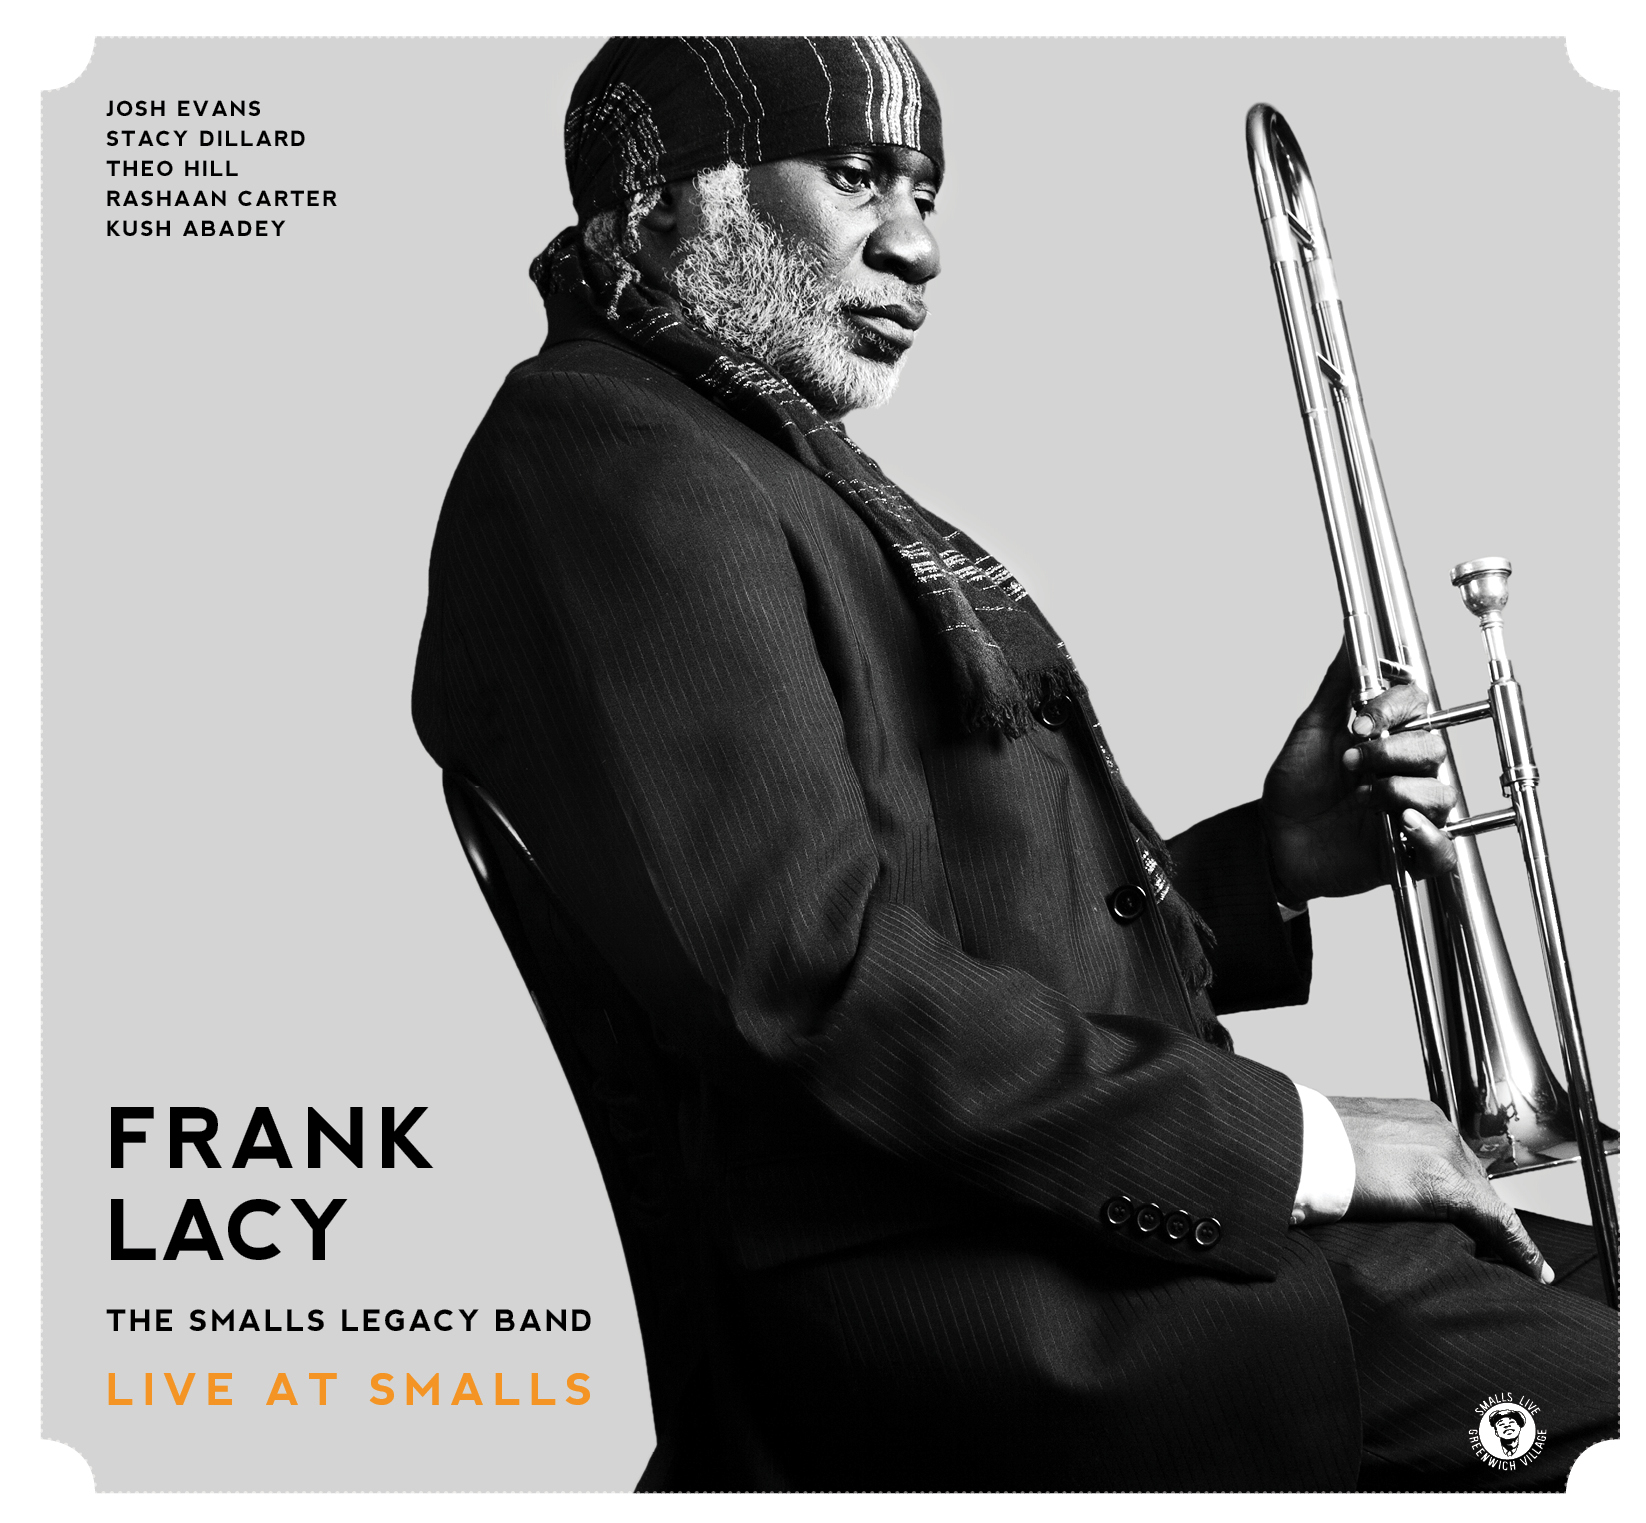 JOSH EVANS
STACY DILLARD
THEO HILL
RASHAAN CARTER
KUSH ABADEY
FRANK
LACY
THE SMALLS LEGACY BAND
LIVE AT SMALLS
SMALLS LIVE
GREENWICH VILLAGE